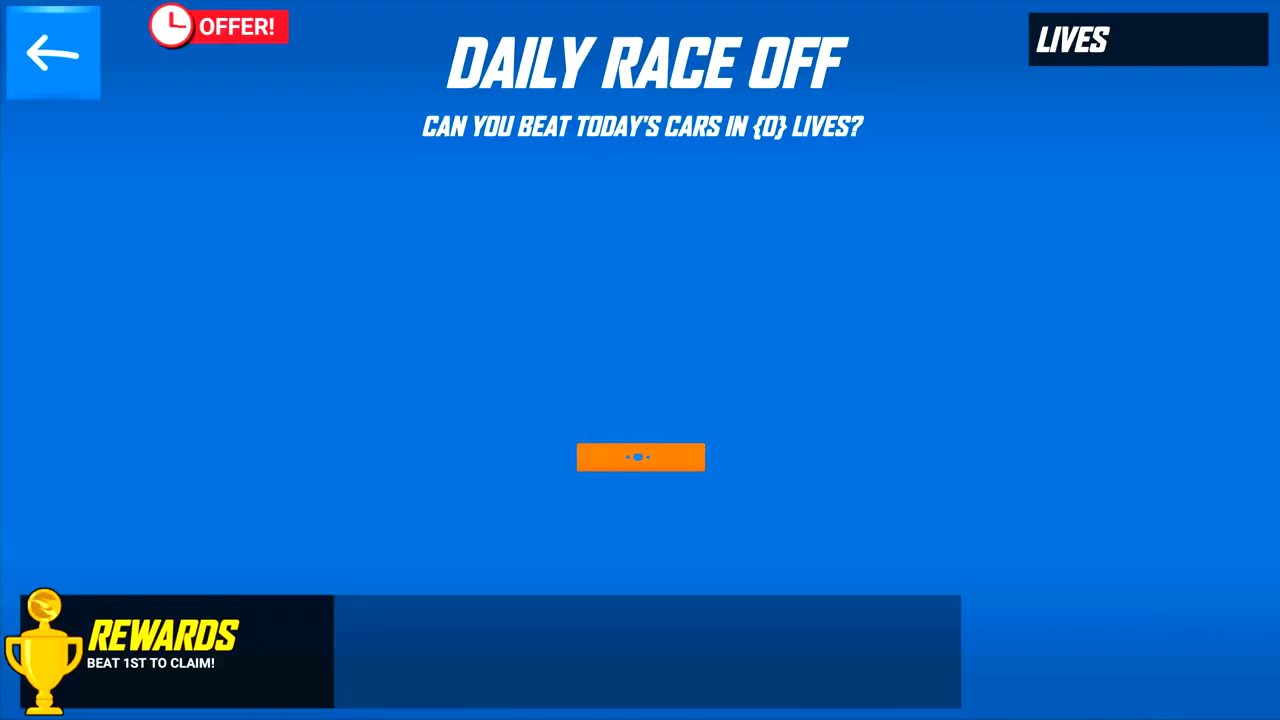 OFFER!
DAILY RACE OFF
LIVES
CAN YOU BEAT TODAY'S CARS IN {0} LIVES?
REWARDS
BEAT 1ST TO CLAIM!